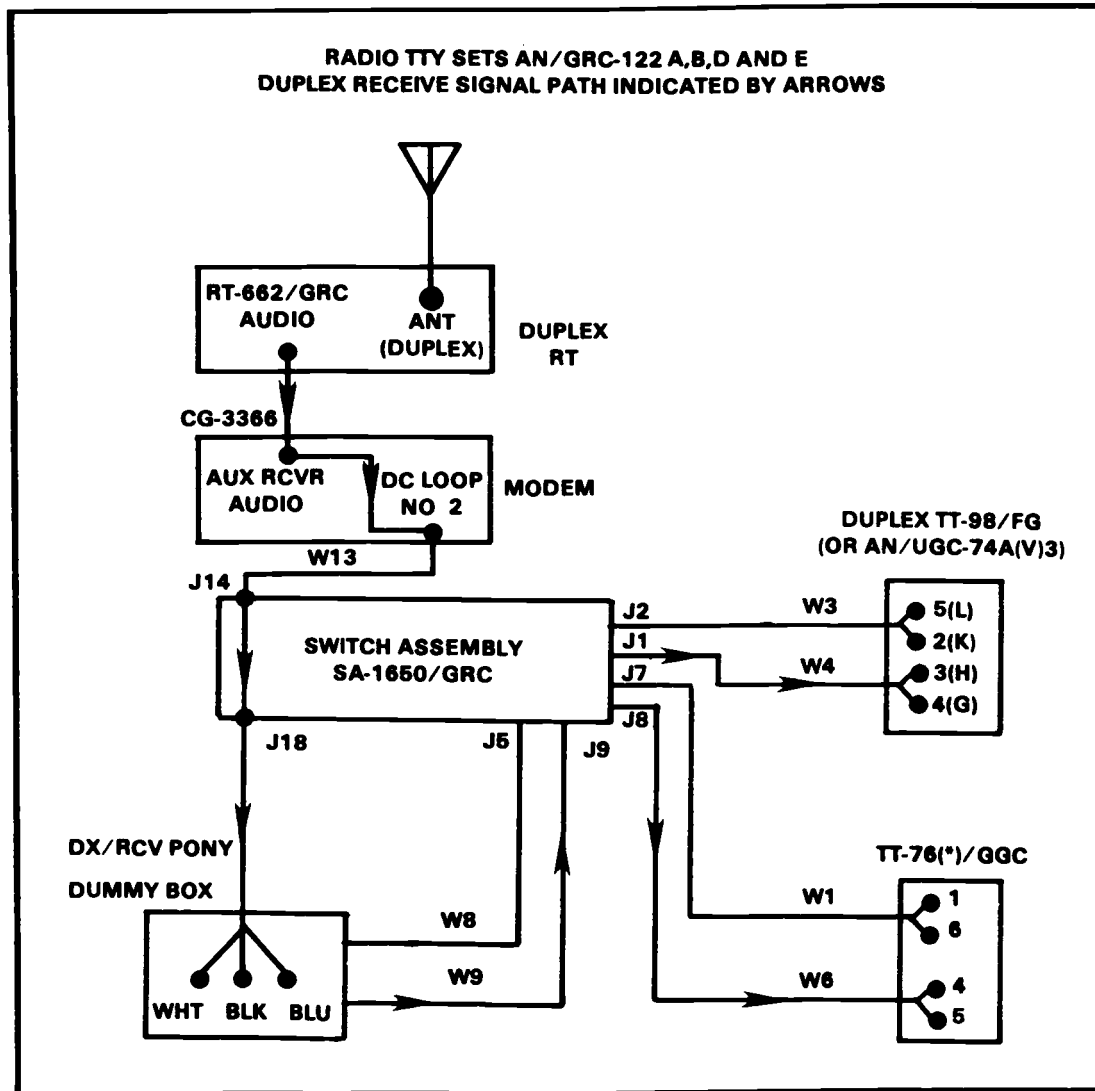 RADIO TTY SETS AN/GRC-122 A,B,D AND E
DUPLEX RECEIVE SIGNAL PATH INDICATED BY ARROWS
RT-662/GRC
AUDIO
ANT
(DUPLEX)
DUPLEX
RT
CG-3366
AUX RCVR
AUDIO
DC LOOP
NO 2
MODEM
W13
J14
SWITCH ASSEMBLY
SA-1650/GRC
J2
J1
J7
J8
J18
J5
J9
W3
W4
DUPLEX TT-98/FG
(OR AN/UGC-74A(V)3)
5(L)
2(K)
3(H)
4(G)
DX/RCV PONY
DUMMY BOX
WHT BLK BLU
W8
W9
TT-76(*)/GGC
W1
1
6
W6
4
5